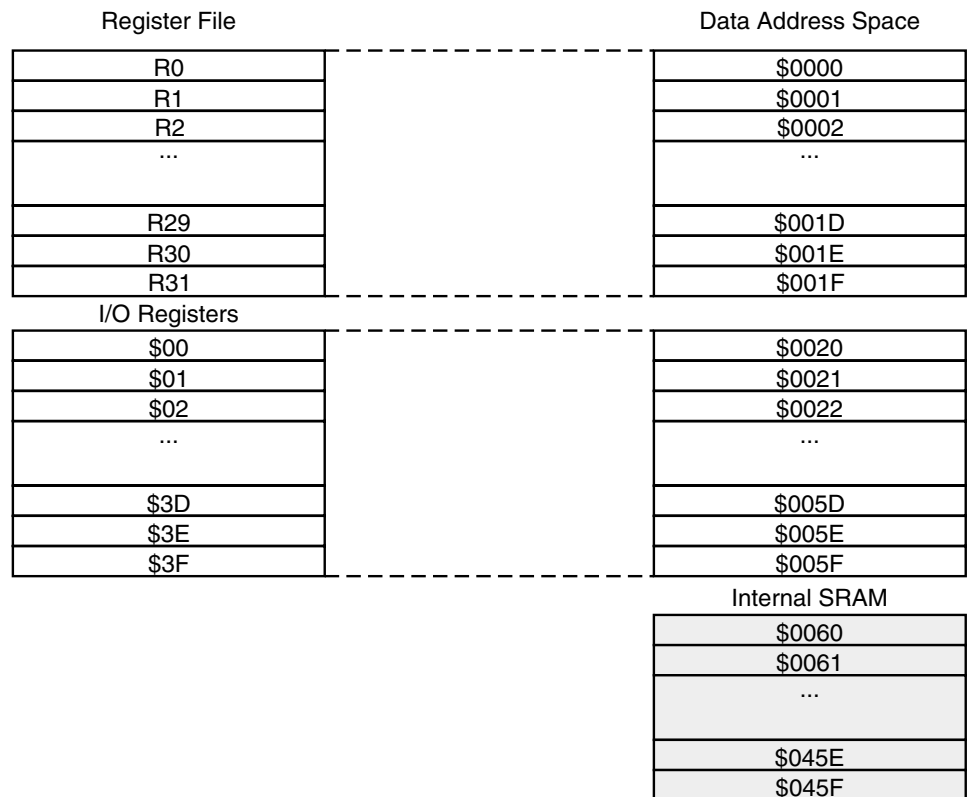 Register File Data Address Space
R0 $0000
R1 $0001
R2 $0002
... ...
R29 $001D
R30 $001E
R31 $001F
I/O Registers
$00 $0020
$01 $0021
$02 $0022
... ...
$3D $005D
$3E $005E
$3F $005F
Internal SRAM
$0060
$0061
...
$045E
$045F